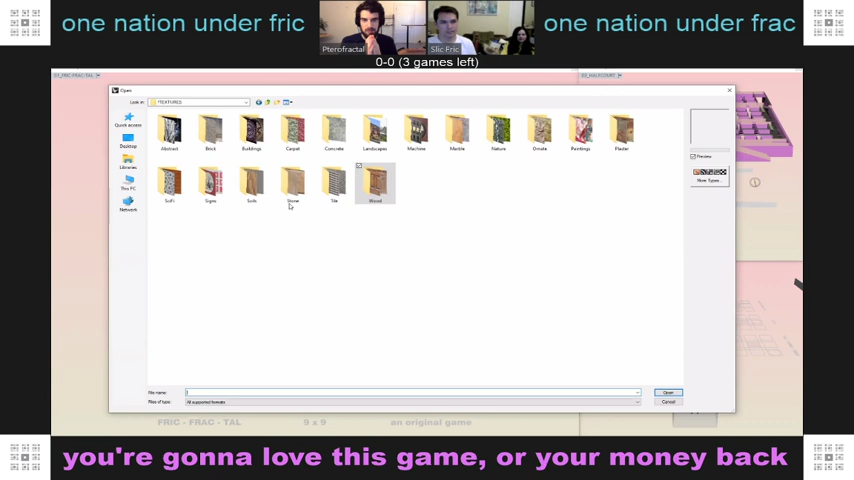 one nation under fric
one nation under frac
Pterofractal
Slic Fric
0-0 (3 games left)
01_FRIC-FRAC-TAL
Open
Look in:
TEXTURES
Quick access
Desktop
Libraries
This PC
Network
Abstract
Brick
Buildings
Carpet
Concrete
Landscapes
Machine
Marble
Nature
Ornate
Paintings
Plaster
Signs
Soils
Stone
Tile
Wood
Preview
More Types...
File name:
Open
Files of type:
All supported formats
Cancel
FRIC - FRAC - TAL
9 x 9
an original game
you're gonna love this game, or your money back